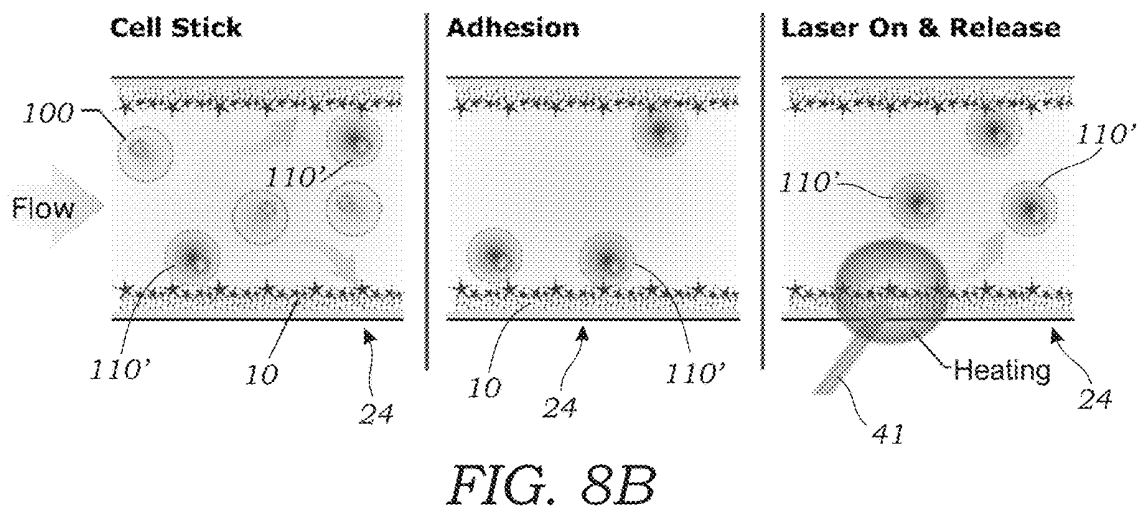 Cell Stick
Adhesion
Laser On & Release
100
110'
Flow
110'
10
24
10
24
110'
110'
110'
Heating
41
24
FIG. 8B